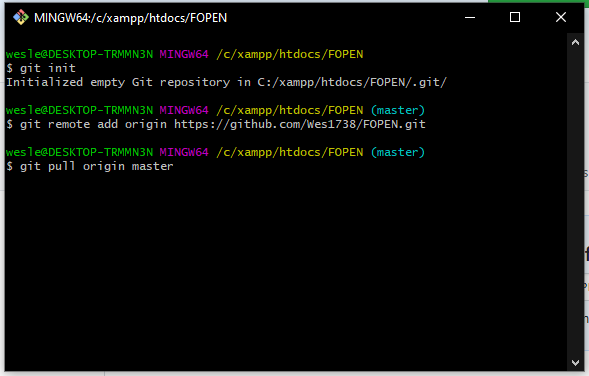 MINGW64:/c/xampp/htdocs/FOPEN
wesle@DESKTOP-TRMMN3N MINGW64 /c/xampp/htdocs/FOPEN
$ git init
Initialized empty Git repository in C:/xampp/htdocs/FOPEN/.git/
wesle@DESKTOP-TRMMN3N MINGW64 /c/xampp/htdocs/FOPEN (master)
$ git remote add origin https://github.com/Wes1738/FOPEN.git
wesle@DESKTOP-TRMMN3N MINGW64 /c/xampp/htdocs/FOPEN (master)
$ git pull origin master